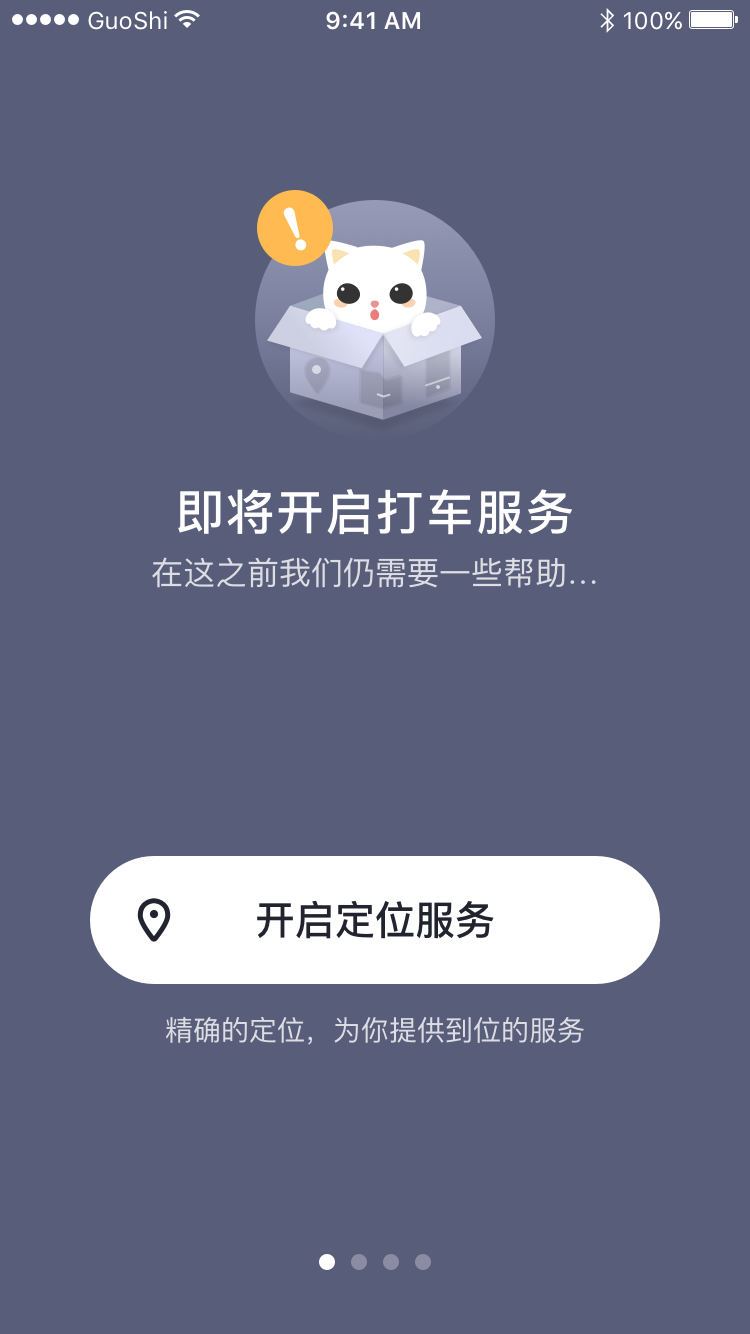 GuoShi
9:41 AM
100%
即将开启打车服务
在这之前我们仍需要一些帮助...
开启定位服务
精确的定位，为你提供到位的服务